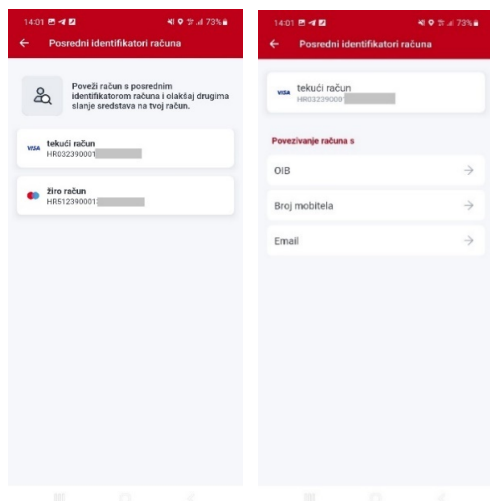 14:01
73%
Posredni identifikatori računa
Poveži račun s posrednim
identifikatorom računa i olakšaj drugima
slanje sredstava na tvoj račun.
VISA
tekući račun
HR032390001
žiro račun
14:01
73%
Posredni identifikatori računa
VISA
tekući račun
Povezivanje računa s
OIB
Broj mobitela
Email